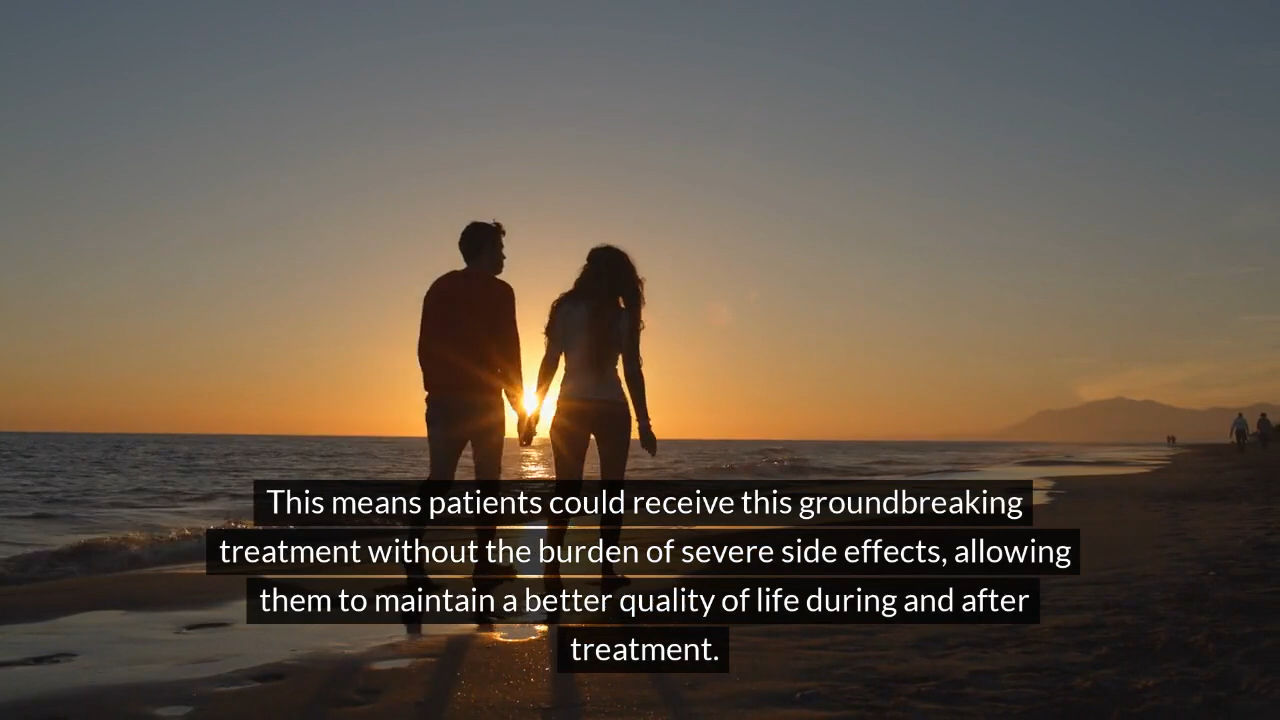 This means patients could receive this groundbreaking
treatment without the burden of severe side effects, allowing
them to maintain a better quality of life during and after
treatment.